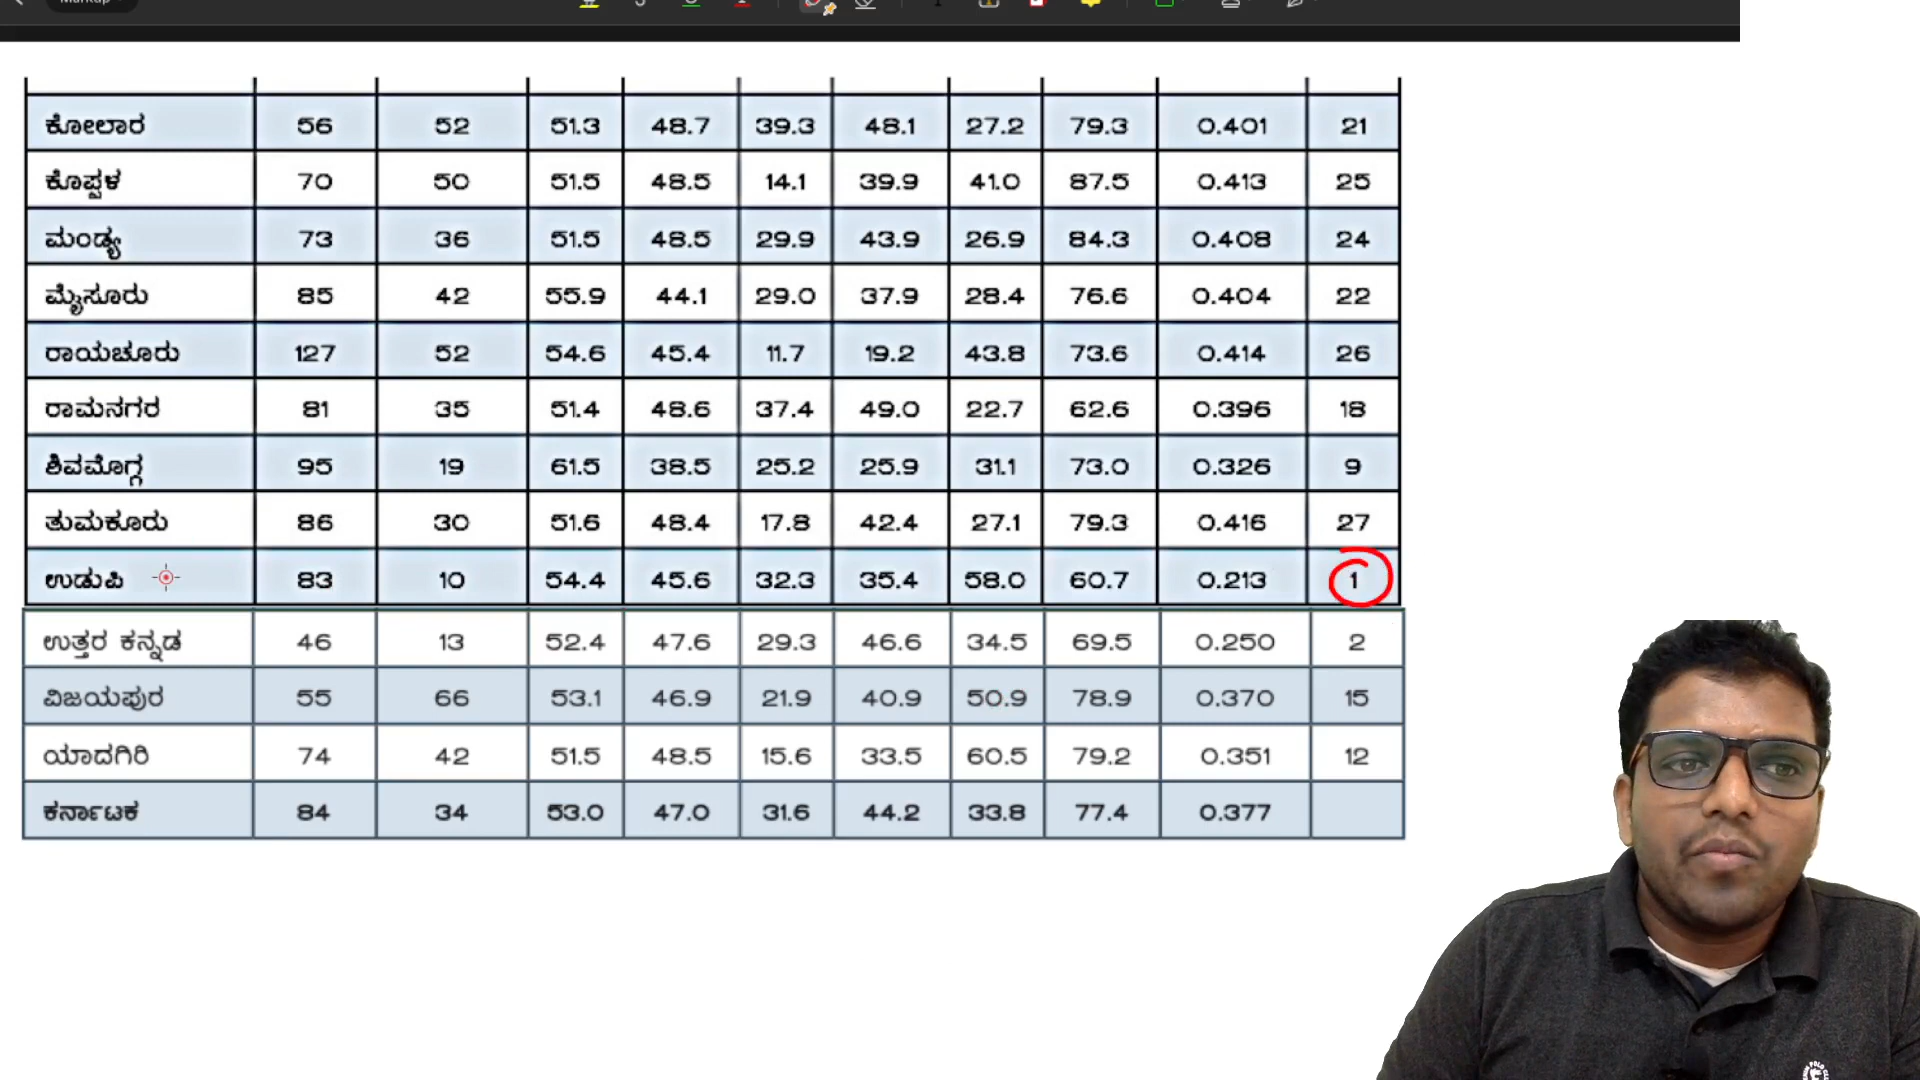 ಕೋಲಾರ 56 52 51.3 48.7 39.3 48.1 27.2 79.3 0.401 21
ಕೊಪ್ಪಳ 70 50 51.5 48.5 14.1 39.9 41.0 87.5 0.413 25
ಮಂಡ್ಯ 73 36 51.5 48.5 29.9 43.9 26.9 84.3 0.408 24
ಮೈಸೂರು 85 42 55.9 44.1 29.0 37.9 28.4 76.6 0.404 22
ರಾಯಚೂರು 127 52 54.6 45.4 11.7 19.2 43.8 73.6 0.414 26
ರಾಮನಗರ 81 35 51.4 48.6 37.4 49.0 22.7 62.6 0.396 18
ಶಿವಮೊಗ್ಗ 95 19 61.5 38.5 25.2 25.9 31.1 73.0 0.326 9
ತುಮಕೂರು 86 30 51.6 48.4 17.8 42.4 27.1 79.3 0.416 27
ಉಡುಪಿ 83 10 54.4 45.6 32.3 35.4 58.0 60.7 0.213 1
ಉತ್ತರ ಕನ್ನಡ 46 13 52.4 47.6 29.3 46.6 34.5 69.5 0.250 2
ವಿಜಯಪುರ 55 66 53.1 46.9 21.9 40.9 50.9 78.9 0.370 15
ಯಾದಗಿರಿ 74 42 51.5 48.5 15.6 33.5 60.5 79.2 0.351 12
ಕರ್ನಾಟಕ 84 34 53.0 47.0 31.6 44.2 33.8 77.4 0.377